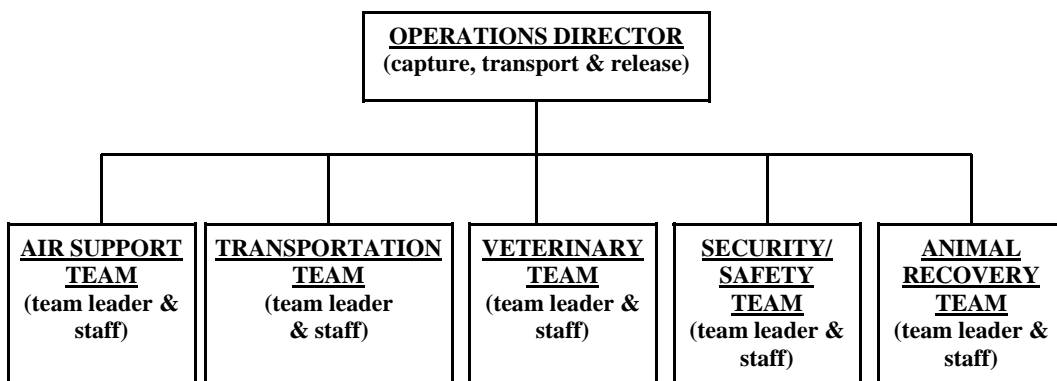 OPERATIONS DIRECTOR
(capture, transport & release)
AIR SUPPORT
TEAM
(team leader &
staff)
TRANSPORTATION
TEAM
(team leader
& staff)
VETERINARY
TEAM
(team leader &
staff)
SECURITY/
SAFETY
TEAM
(team leader &
staff)
ANIMAL
RECOVERY
TEAM
(team leader &
staff)